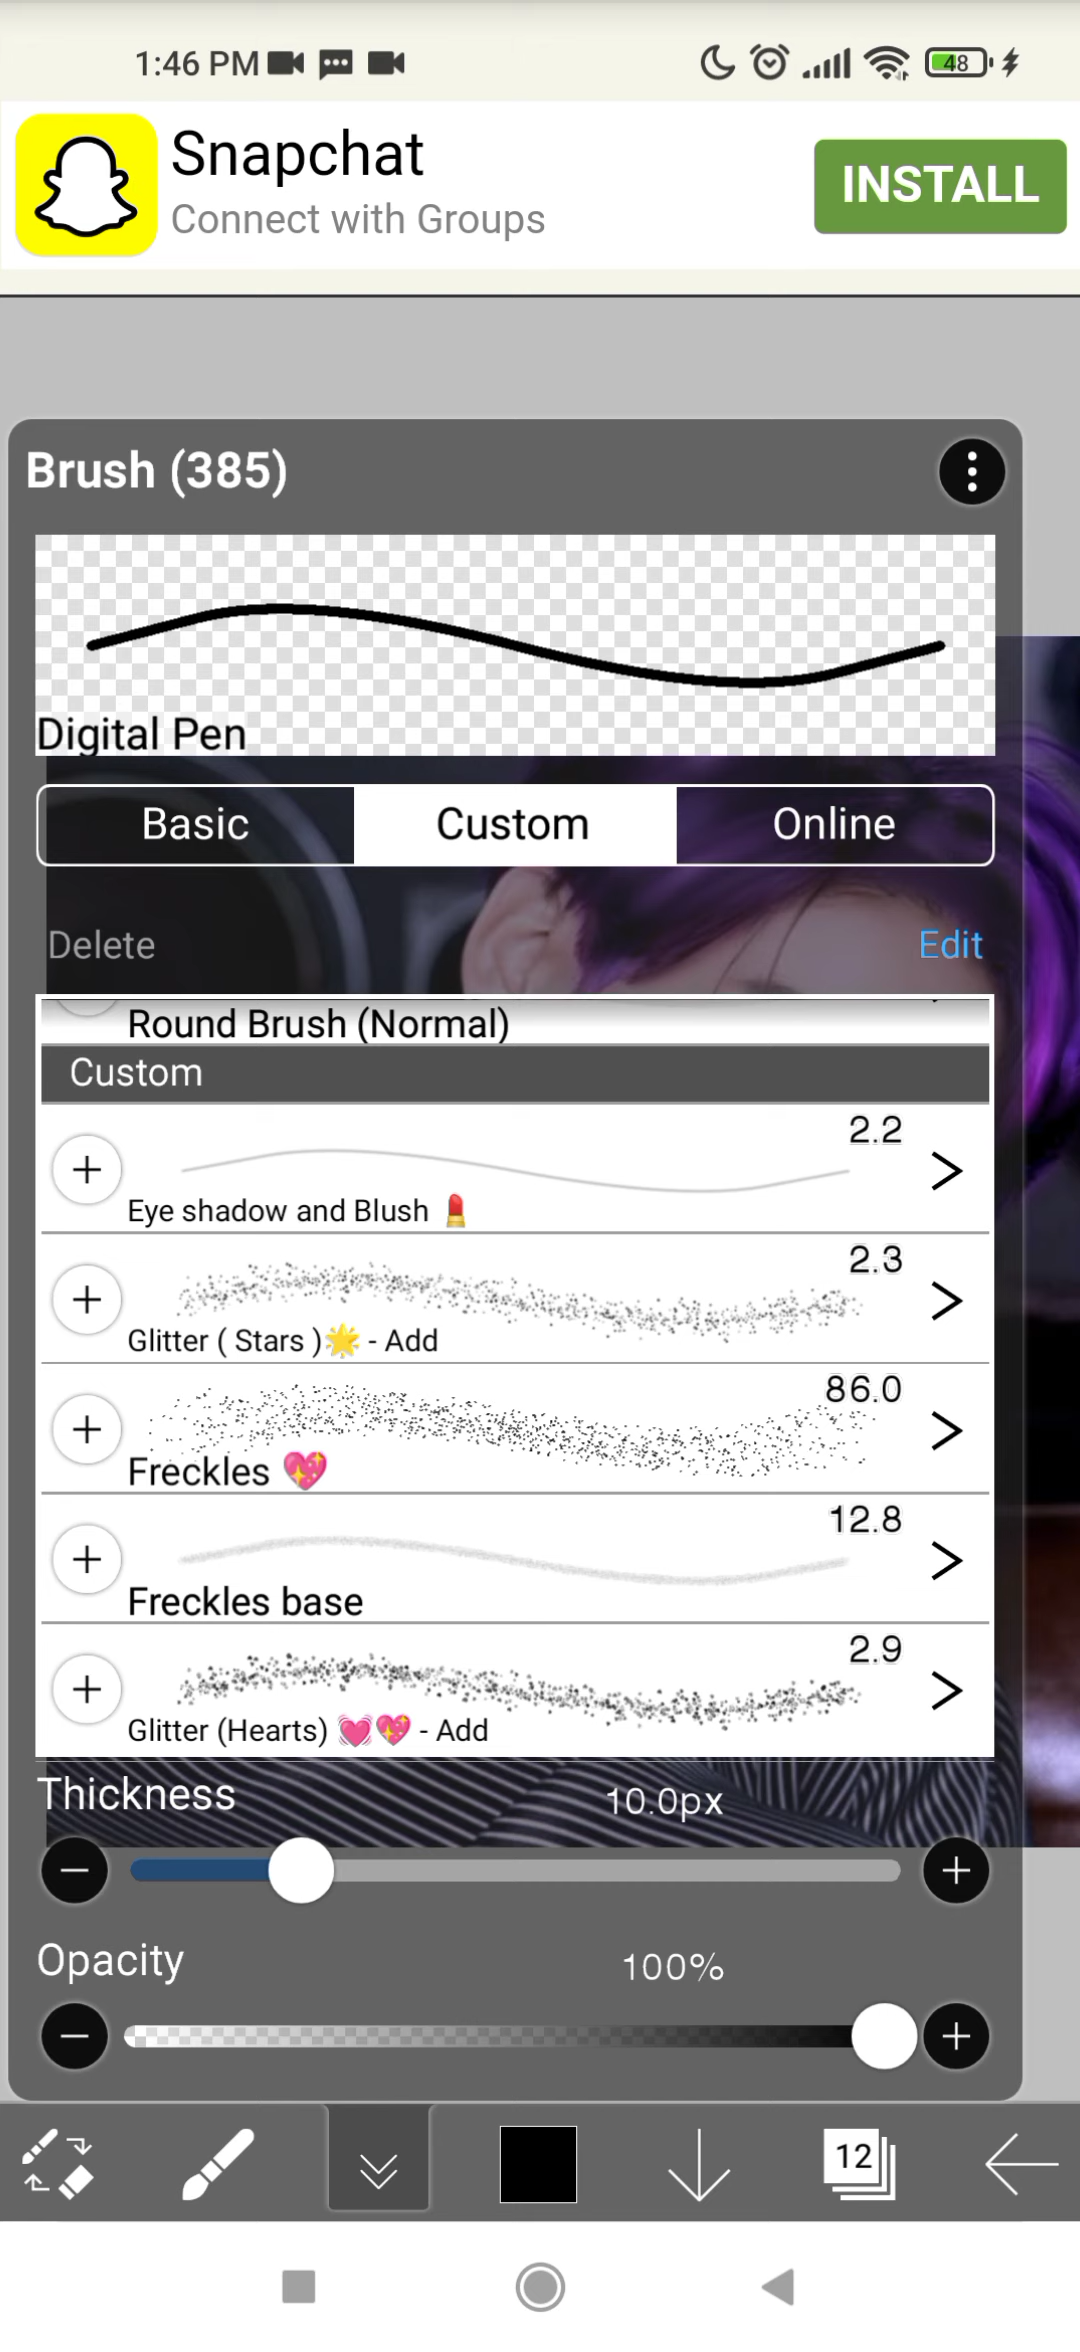 1:46 PM
48
Snapchat
Connect with Groups
INSTALL
Brush (385)
Digital Pen
Basic
Custom
Online
Delete
Edit
Round Brush (Normal)
Custom
2.2
Eye shadow and Blush 💄
2.3
Glitter ( Stars )🌟 - Add
86.0
Freckles 💖
12.8
Freckles base
2.9
Glitter (Hearts) 💓💖 - Add
Thickness
10.0px
Opacity
100%
12